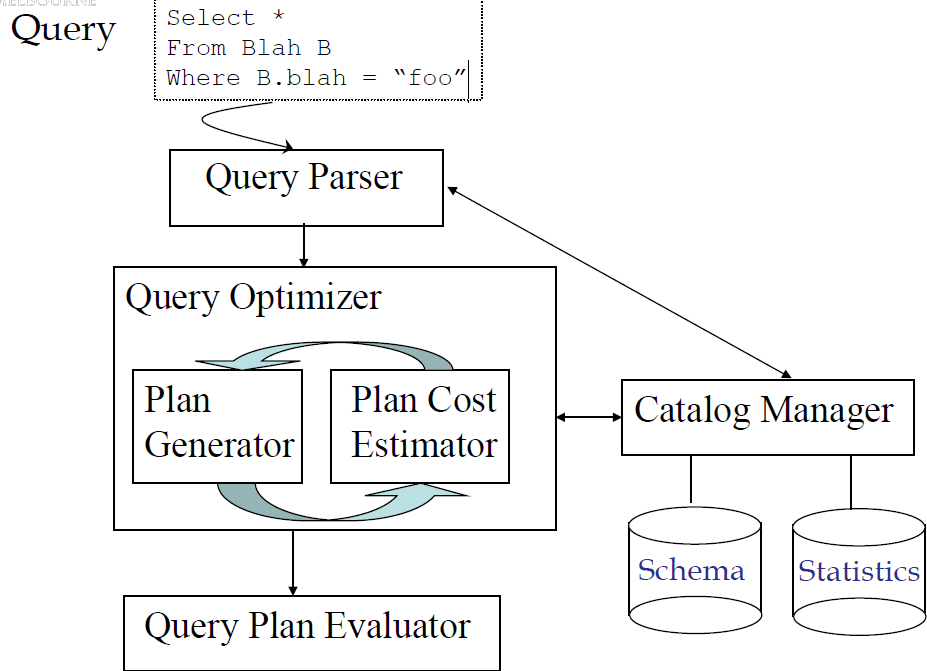 MELBOURNE
Query
Select *
From Blah B
Where B.blah = “foo”
Query Parser
Query Optimizer
Plan
Generator
Plan Cost
Estimator
Catalog Manager
Schema
Statistics
Query Plan Evaluator